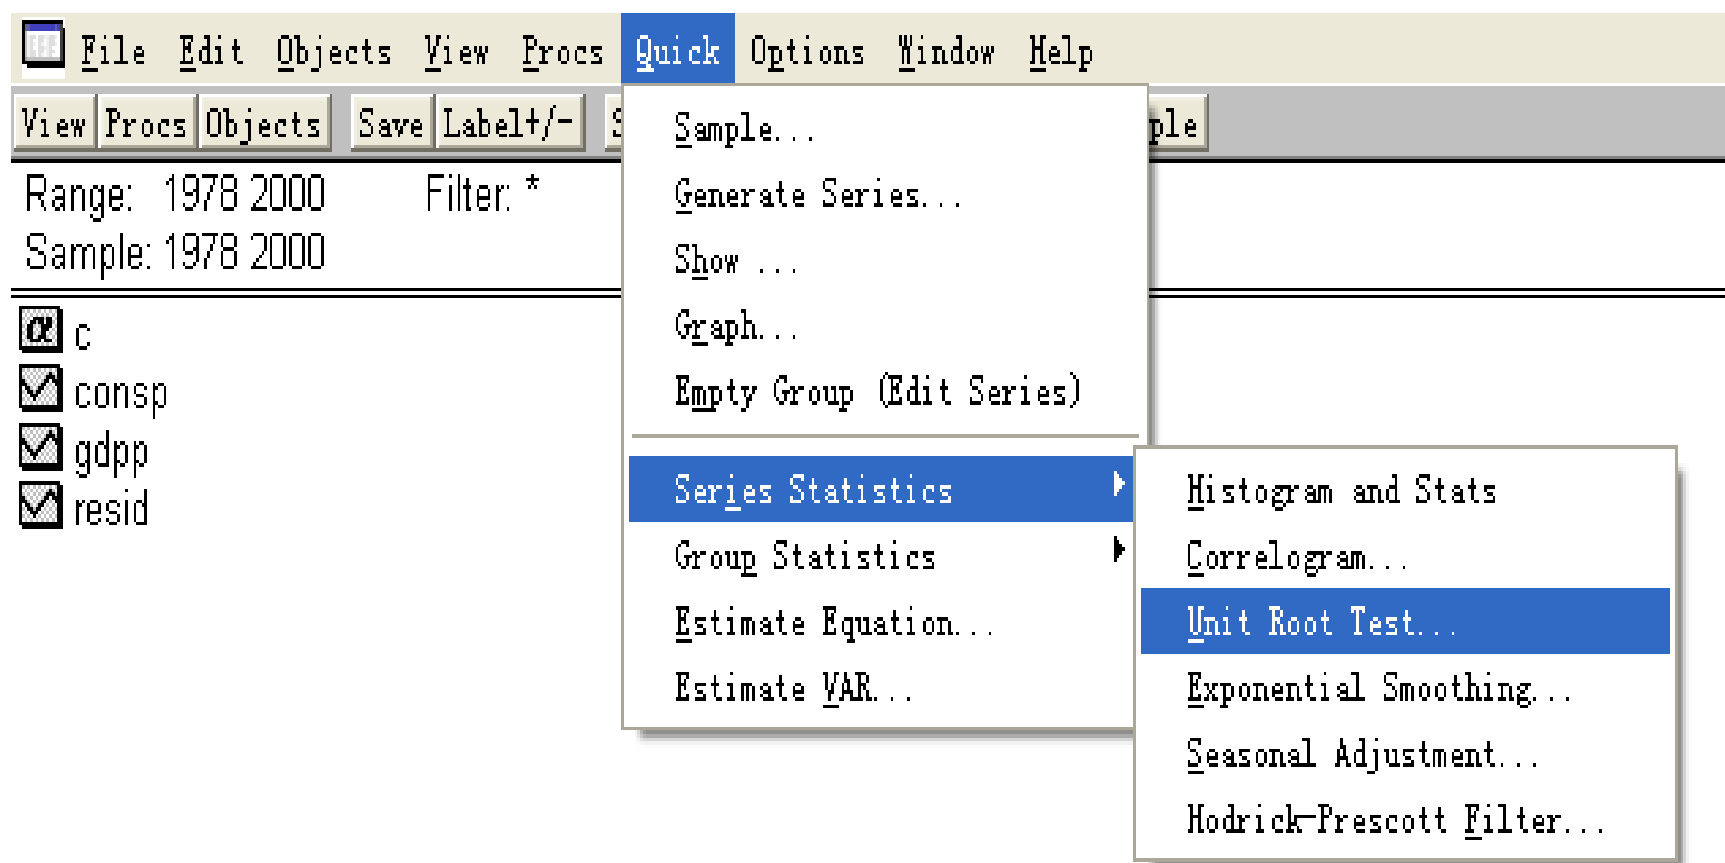 File Edit Objects View Procs Quick Options Window Help
View Procs Objects Save Label+/- ple
Range: 1978 2000 Filter: *
Sample: 1978 2000
c
consp
gdpp
resid
Sample...
Generate Series...
Show ...
Graph...
Empty Group (Edit Series)
Series Statistics
Group Statistics
Estimate Equation...
Estimate VAR...
Histogram and Stats
Correlogram...
Unit Root Test...
Exponential Smoothing...
Seasonal Adjustment...
Hodrick-Prescott Filter...